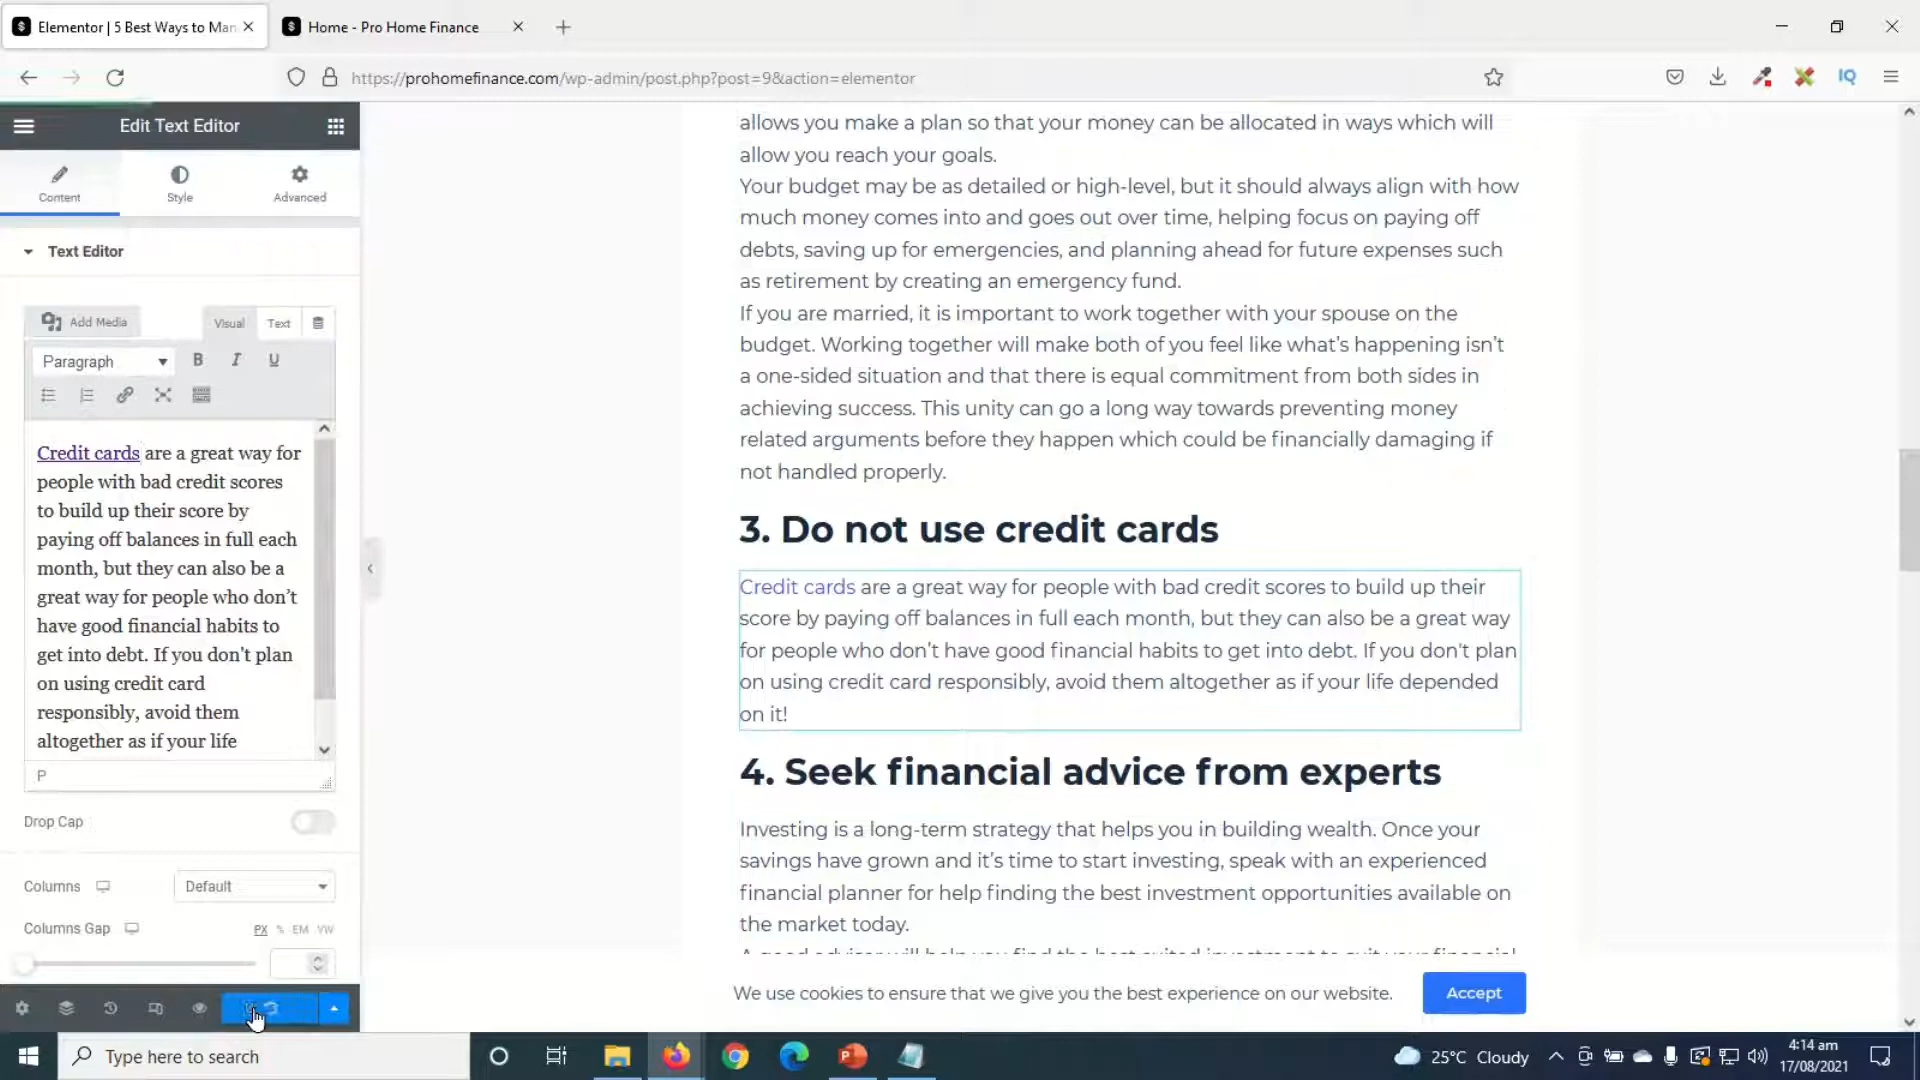 Elementor | 5 Best Ways to Man
Home - Pro Home Finance
https://prohomefinance.com/wp-admin/post.php?post=9&action=elementor
IQ
Edit Text Editor
Content
Style
Advanced
Text Editor
Add Media
Visual
Text
Paragraph
B I U
Credit cards are a great way for
people with bad credit scores
to build up their score by
paying off balances in full each
month, but they can also be a
great way for people who don’t
have good financial habits to
get into debt. If you don't plan
on using credit card
responsibly, avoid them
altogether as if your life
P
Drop Cap
Columns
Default
Columns Gap
PX % EM VW
allows you make a plan so that your money can be allocated in ways which will
allow you reach your goals.
Your budget may be as detailed or high-level, but it should always align with how
much money comes into and goes out over time, helping focus on paying off
debts, saving up for emergencies, and planning ahead for future expenses such
as retirement by creating an emergency fund.
If you are married, it is important to work together with your spouse on the
budget. Working together will make both of you feel like what’s happening isn’t
a one-sided situation and that there is equal commitment from both sides in
achieving success. This unity can go a long way towards preventing money
related arguments before they happen which could be financially damaging if
not handled properly.
3. Do not use credit cards
Credit cards are a great way for people with bad credit scores to build up their
score by paying off balances in full each month, but they can also be a great way
for people who don’t have good financial habits to get into debt. If you don't plan
on using credit card responsibly, avoid them altogether as if your life depended
on it!
4. Seek financial advice from experts
Investing is a long-term strategy that helps you in building wealth. Once your
savings have grown and it’s time to start investing, speak with an experienced
financial planner for help finding the best investment opportunities available on
the market today.
A good advisor will help you find the best suited investment to suit your financial
We use cookies to ensure that we give you the best experience on our website.
Accept
Type here to search
25°C Cloudy
4:14 am
17/08/2021